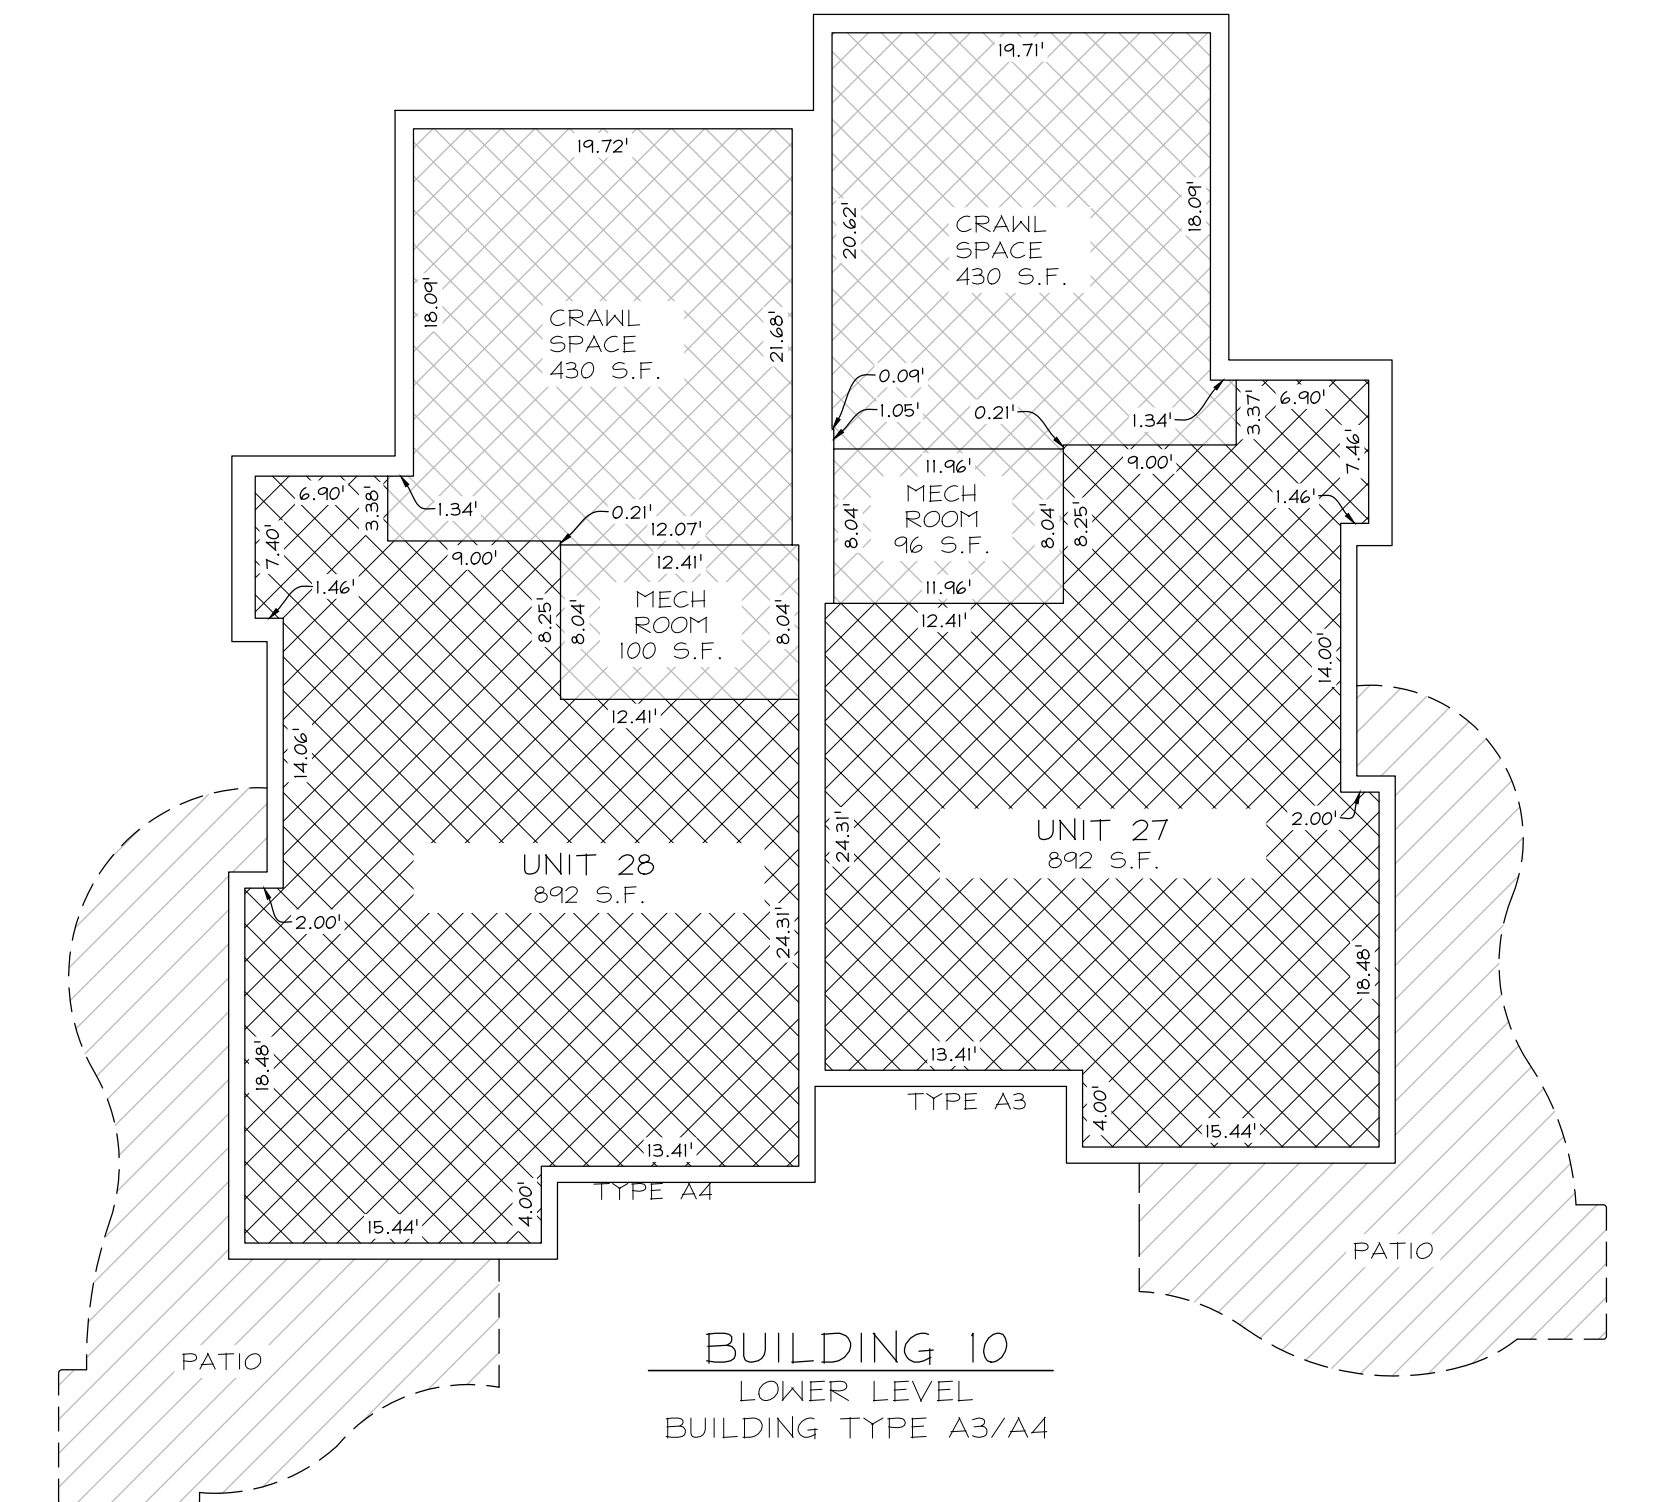 19.71'
19.72'
20.62'
18.09'
CRAWL
SPACE
430 S.F.
18.09'
CRAWL
SPACE
430 S.F.
21.68'
0.09'
1.05'
0.21'
1.34'
3.37'
6.90'
7.46'
11.96'
9.00'
MECH
ROOM
96 S.F.
8.04'
8.04'
8.25'
1.46'
11.96'
12.41'
6.90'
3.38'
1.34'
0.21'
12.07'
7.40'
9.00'
12.41'
1.46'
MECH
ROOM
100 S.F.
8.25'
8.04'
8.04'
12.41'
14.00'
14.06'
2.00'
UNIT 27
892 S.F.
24.31'
UNIT 28
892 S.F.
2.00'
24.31'
18.48'
18.48'
13.41'
TYPE A3
4.00'
15.44'
13.41'
TYPE A4
4.00'
15.44'
PATIO
PATIO
BUILDING 10
LOWER LEVEL
BUILDING TYPE A3/A4